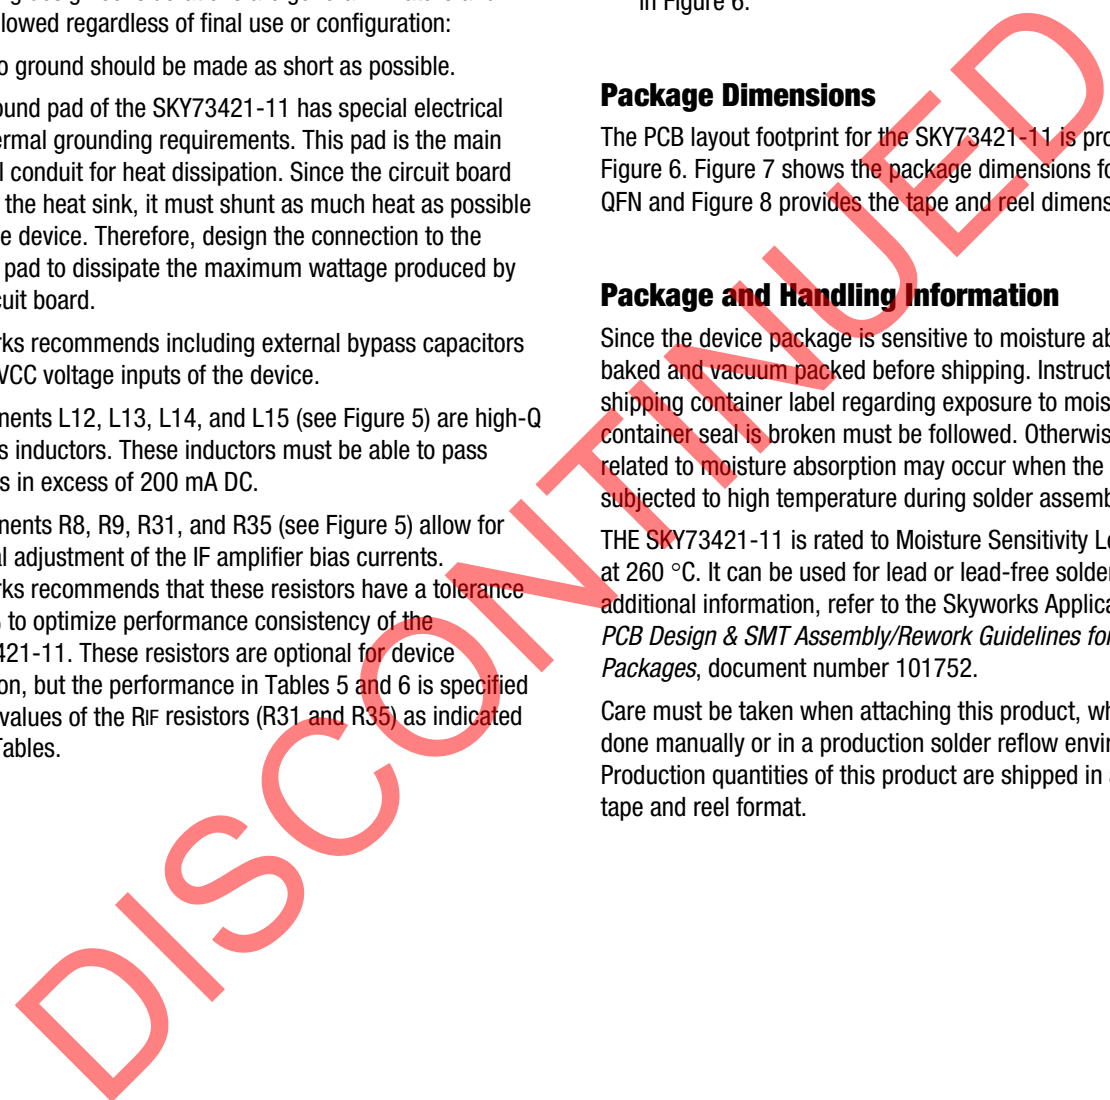 lowed regardless of final use or configuration:
o ground should be made as short as possible.
ound pad of the SKY73421-11 has special electrical
ermal grounding requirements. This pad is the main
l conduit for heat dissipation. Since the circuit board
the heat sink, it must shunt as much heat as possible
e device. Therefore, design the connection to the
pad to dissipate the maximum wattage produced by
cuit board.
rks recommends including external bypass capacitors
VCC voltage inputs of the device.
nents L12, L13, L14, and L15 (see Figure 5) are high-Q
s inductors. These inductors must be able to pass
s in excess of 200 mA DC.
nents R8, R9, R31, and R35 (see Figure 5) allow for
al adjustment of the IF amplifier bias currents.
rks recommends that these resistors have a tolerance
to optimize performance consistency of the
421-11. These resistors are optional for device
on, but the performance in Tables 5 and 6 is specified
values of the RIF resistors (R31 and R35) as indicated
Tables.
in Figure 6.
Package Dimensions
The PCB layout footprint for the SKY73421-11 is pro
Figure 6. Figure 7 shows the package dimensions fo
QFN and Figure 8 provides the tape and reel dimens
Package and Handling Information
Since the device package is sensitive to moisture ab
baked and vacuum packed before shipping. Instruct
shipping container label regarding exposure to mois
container seal is broken must be followed. Otherwis
related to moisture absorption may occur when the
subjected to high temperature during solder assemb
THE SKY73421-11 is rated to Moisture Sensitivity Le
at 260 °C. It can be used for lead or lead-free solder
additional information, refer to the Skyworks Applica
PCB Design & SMT Assembly/Rework Guidelines for
Packages, document number 101752.
Care must be taken when attaching this product, wh
done manually or in a production solder reflow envir
Production quantities of this product are shipped in a
tape and reel format.
DISCONTINUED